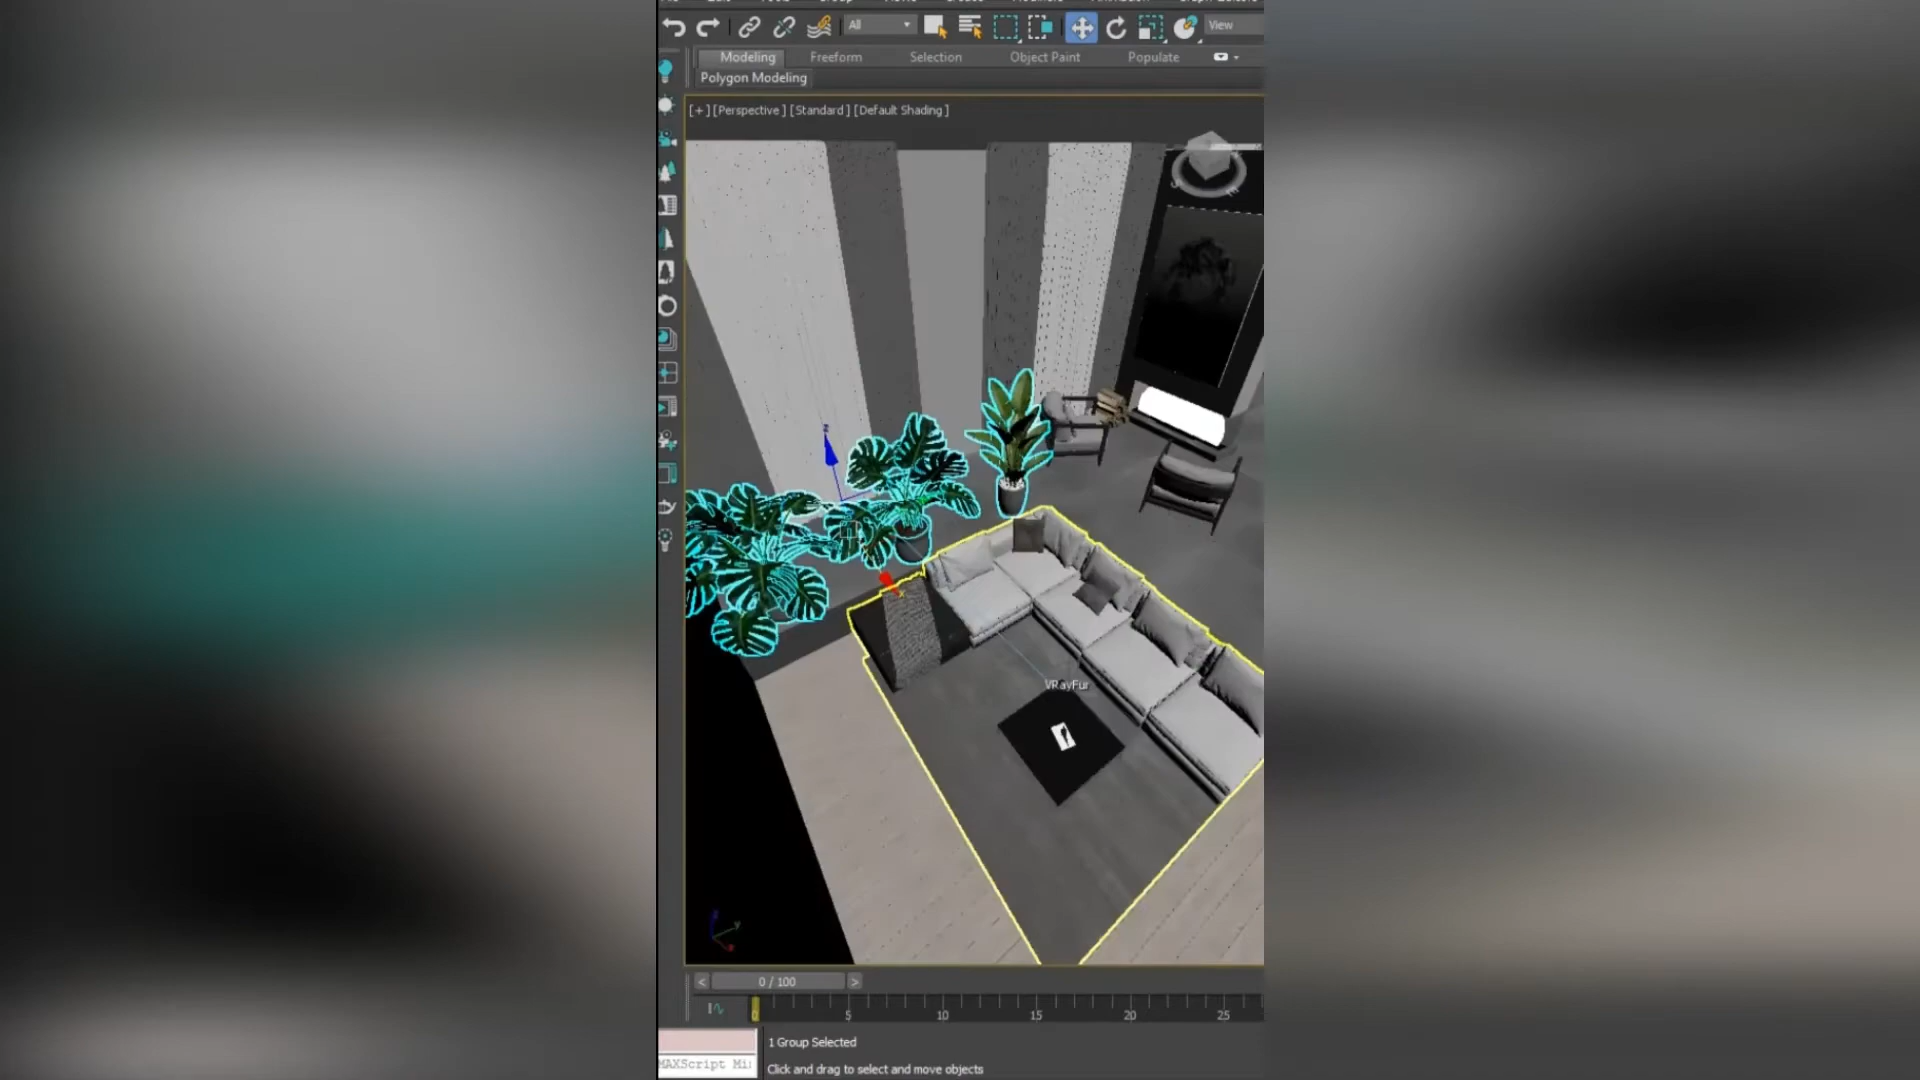 All
View
Modeling
Freeform
Selection
Object Paint
Populate
Polygon Modeling
[+] [Perspective ] [Standard ] [Default Shading ]
VRayFur
< 0 / 100 >
0 5 10 15 20 25
1 Group Selected
MAXScript Mi
Click and drag to select and move objects